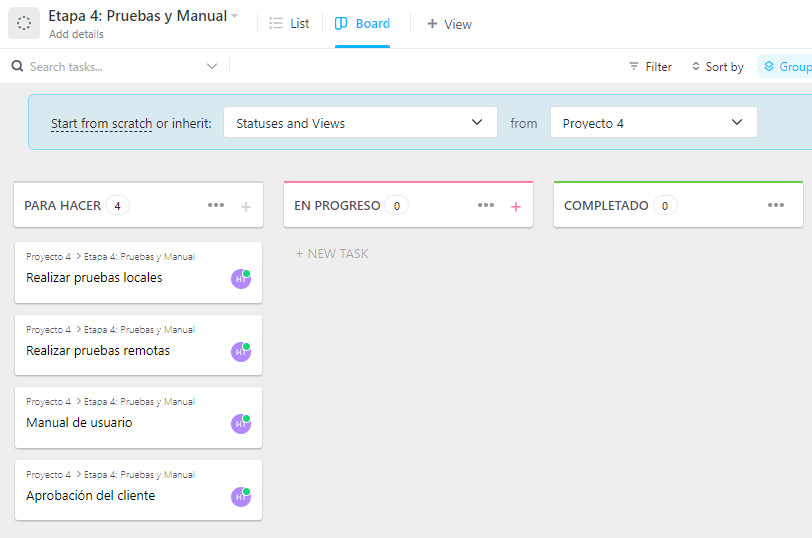 Etapa 4: Pruebas y Manual
Add details
List
Board
+ View
Search tasks...
Filter
Sort by
Group
Start from scratch or inherit:
Statuses and Views
from
Proyecto 4
PARA HACER 4
EN PROGRESO 0
COMPLETADO 0
Proyecto 4 > Etapa 4: Pruebas y Manual
Realizar pruebas locales
HT
Proyecto 4 > Etapa 4: Pruebas y Manual
Realizar pruebas remotas
HT
Proyecto 4 > Etapa 4: Pruebas y Manual
Manual de usuario
HT
Proyecto 4 > Etapa 4: Pruebas y Manual
Aprobación del cliente
HT
+ NEW TASK